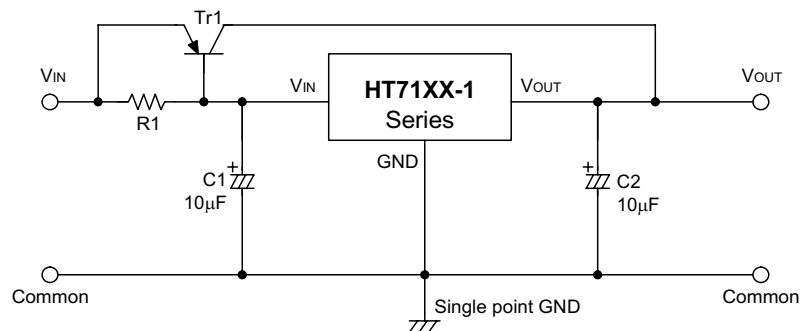 Tr1
VIN
R1
VIN
HT71XX-1
Series
VOUT
VOUT
GND
C1
10μF
C2
10μF
Common
Single point GND
Common